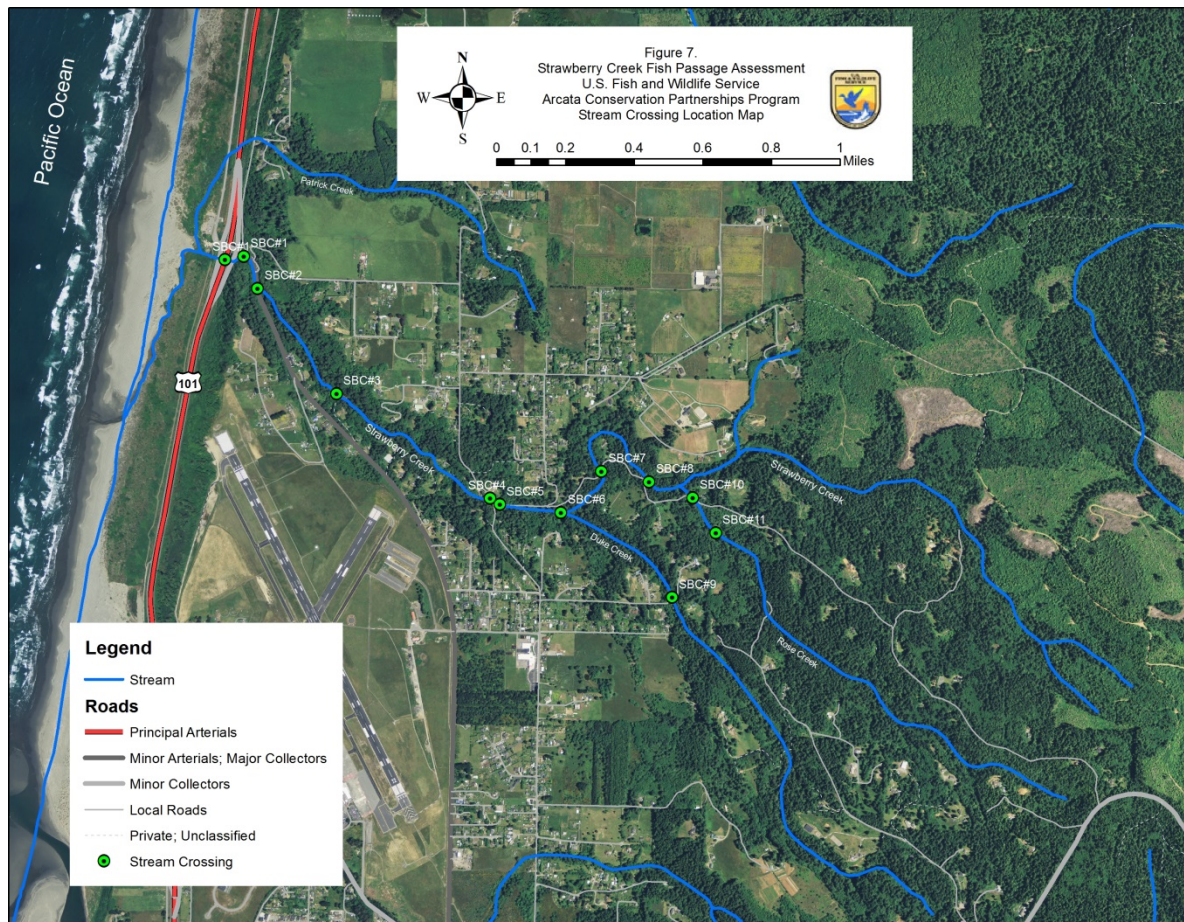 Pacific Ocean
N
W
E
S
Figure 7.
Strawberry Creek Fish Passage Assessment
U.S. Fish and Wildlife Service
Arcata Conservation Partnerships Program
Stream Crossing Location Map
0 0.1 0.2 0.4 0.6 0.8 1
Miles
Patrick Creek
SBC#1
SBC#1
SBC#2
101
SBC#3
Strawberry Creek
SBC#4
SBC#5
SBC#6
SBC#7
SBC#8
Strawberry Creek
SBC#10
SBC#11
Duke Creek
SBC#9
Rose Creek
Legend
Stream
Roads
Principal Arterials
Minor Arterials; Major Collectors
Minor Collectors
Local Roads
Private; Unclassified
Stream Crossing